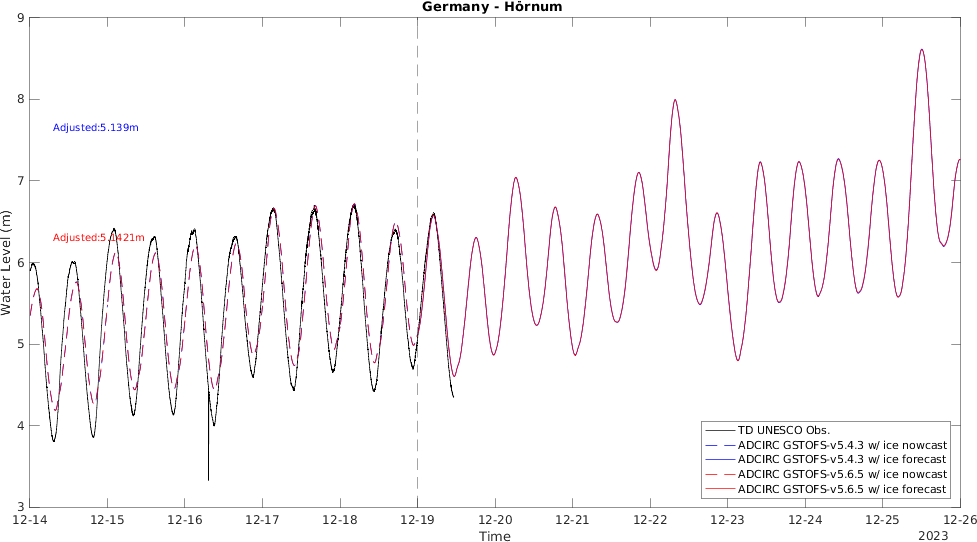 Germany - Hörnum
9
8
7
6
5
4
3
Water Level (m)
Adjusted:5.139m
Adjusted:5.1421m
TD UNESCO Obs.
ADCIRC GSTOFS-v5.4.3 w/ ice nowcast
ADCIRC GSTOFS-v5.4.3 w/ ice forecast
ADCIRC GSTOFS-v5.6.5 w/ ice nowcast
ADCIRC GSTOFS-v5.6.5 w/ ice forecast
12-14 12-15 12-16 12-17 12-18 12-19 12-20 12-21 12-22 12-23 12-24 12-25 12-26
Time
2023